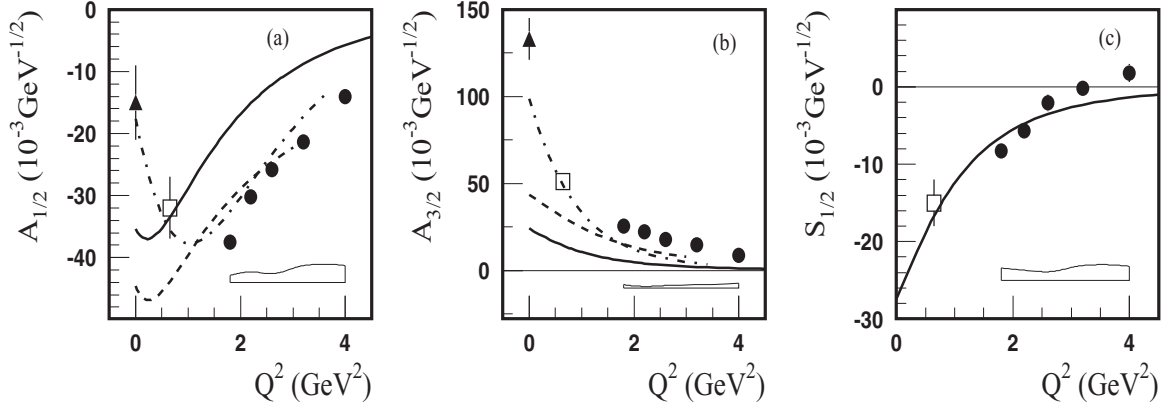 A1/2 (10-3 GeV-1/2)
0
-10
-20
-30
-40
(a)
0 2 4
Q2 (GeV2)
A3/2 (10-3 GeV-1/2)
150
100
50
0
(b)
0 2 4
Q2 (GeV2)
S1/2 (10-3 GeV-1/2)
0
-10
-20
-30
(c)
0 2 4
Q2 (GeV2)